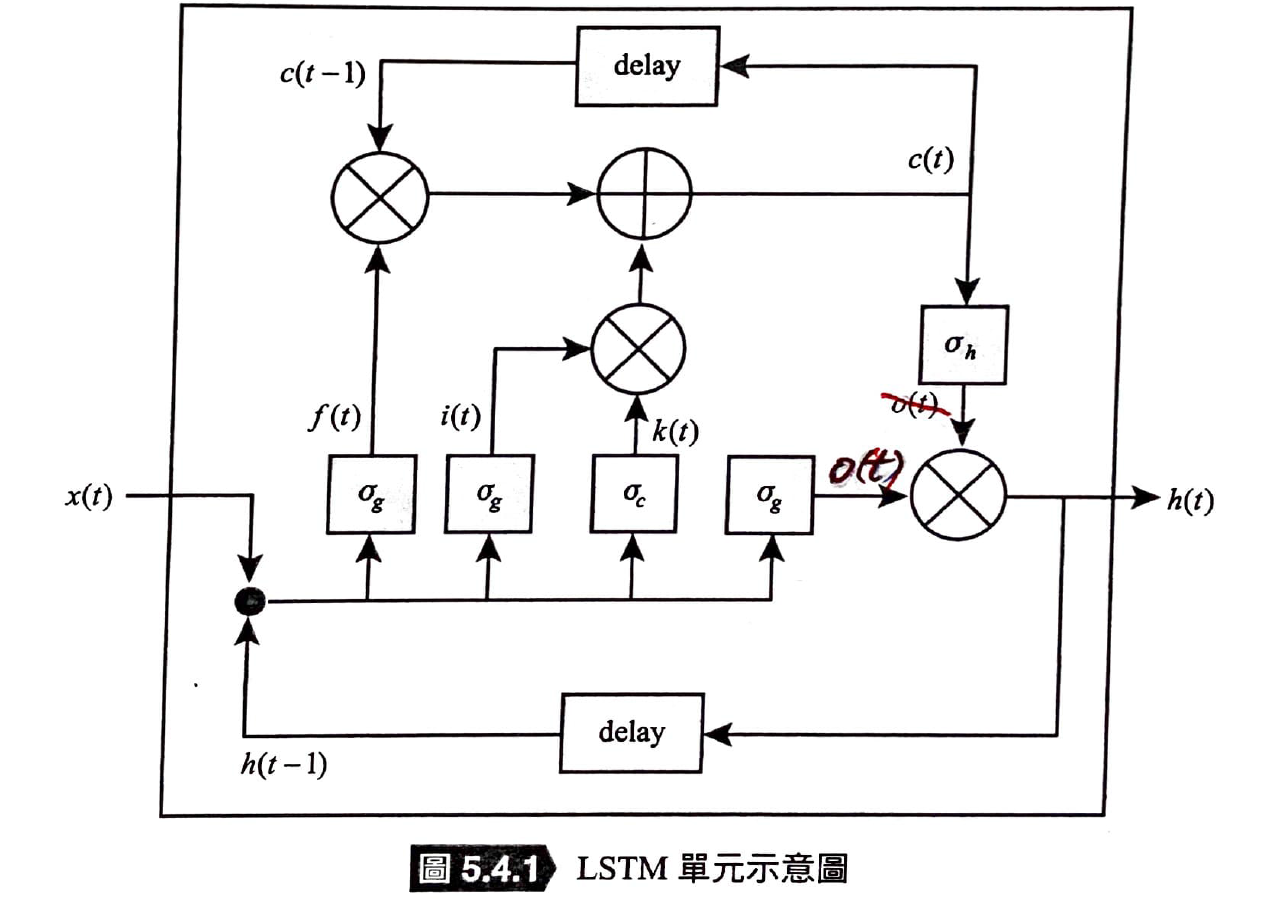 delay
c(t−1)
c(t)
σh
f(t)
i(t)
k(t)
o(t)
o(t)
x(t)
σg
σg
σc
σg
h(t)
delay
h(t−1)
圖 5.4.1 LSTM 單元示意圖